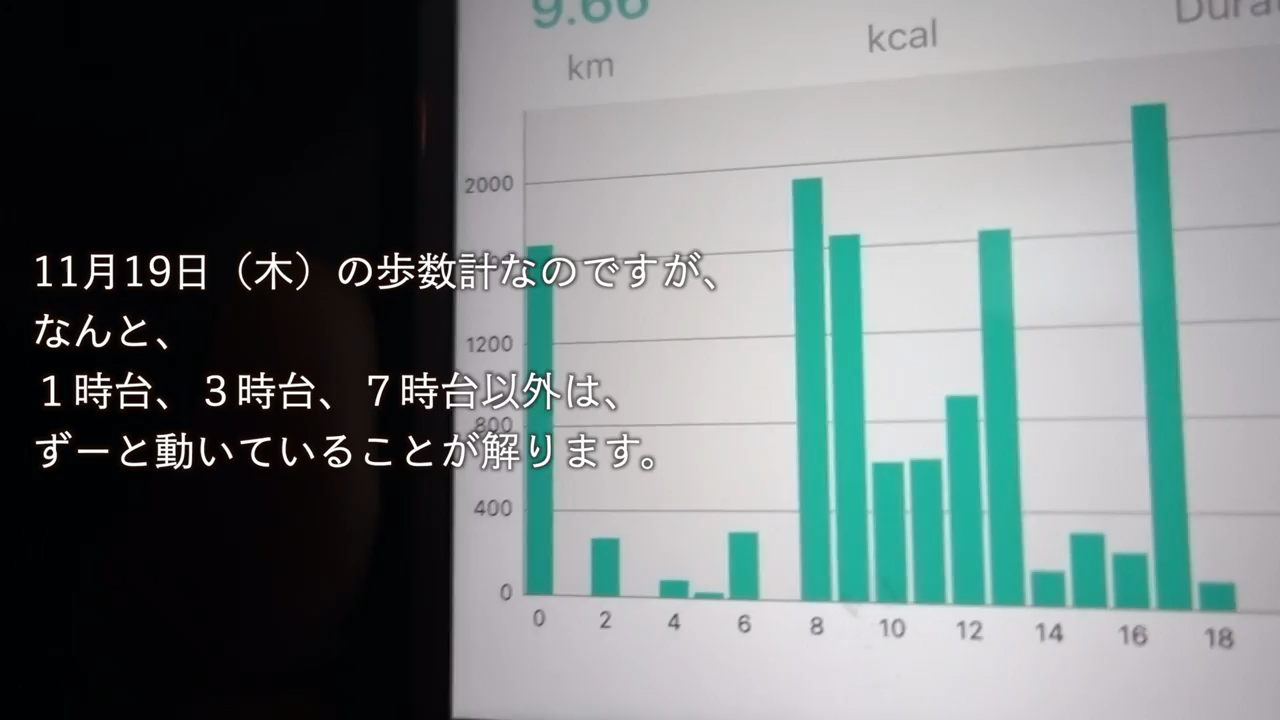 9.66
km
kcal
2000
1200
800
400
0
0 2 4 6 8 10 12 14 16 18
11月19日（木）の歩数計なのですが、
なんと、
１時台、３時台、７時台以外は、
ずーと動いていることが解ります。